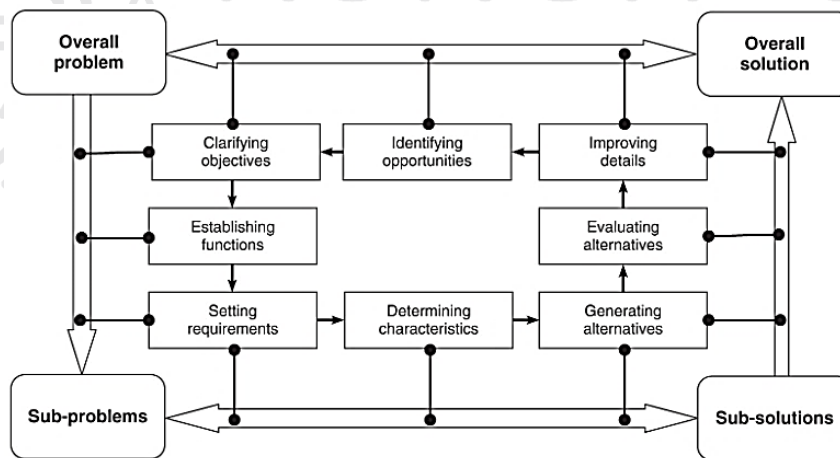 Overall
problem
Overall
solution
Clarifying
objectives
Identifying
opportunities
Improving
details
Establishing
functions
Evaluating
alternatives
Setting
requirements
Determining
characteristics
Generating
alternatives
Sub-problems
Sub-solutions